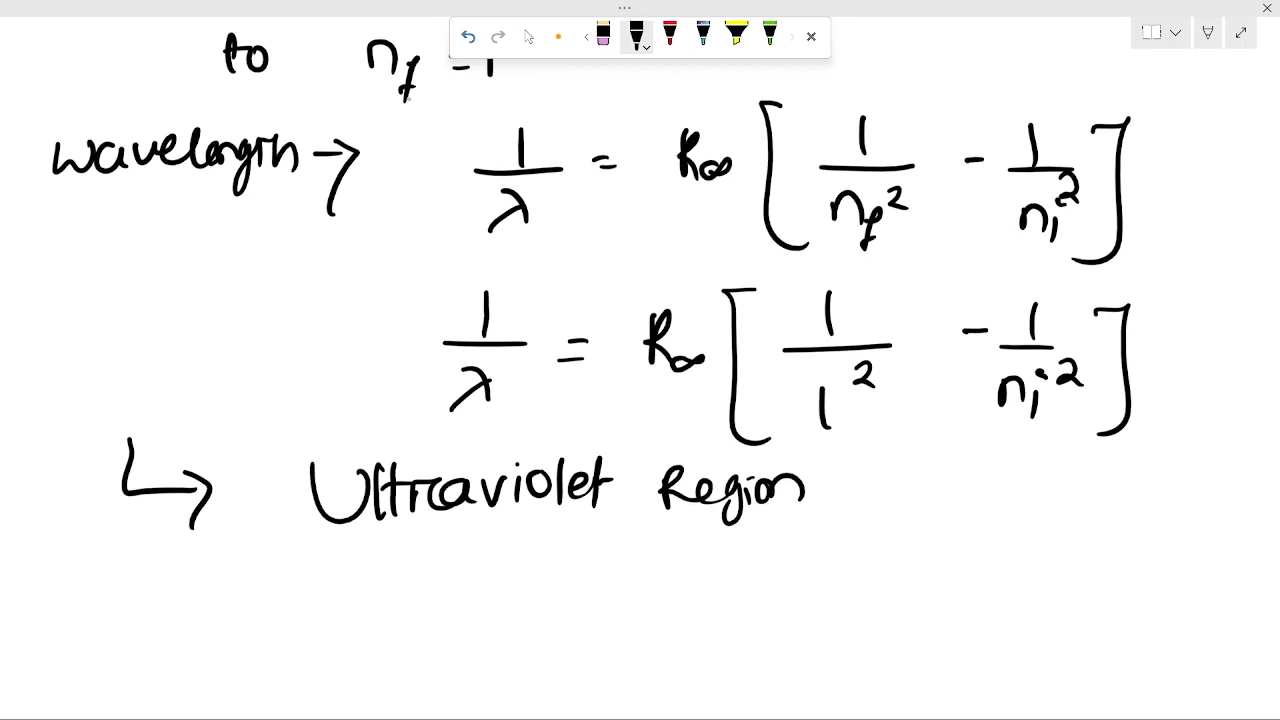 to n_f = 1
wavelength → 1/λ = R∞ [ 1/n_f² - 1/n_i² ]
1/λ = R∞ [ 1/1² - 1/n_i² ]
↳ Ultraviolet Region